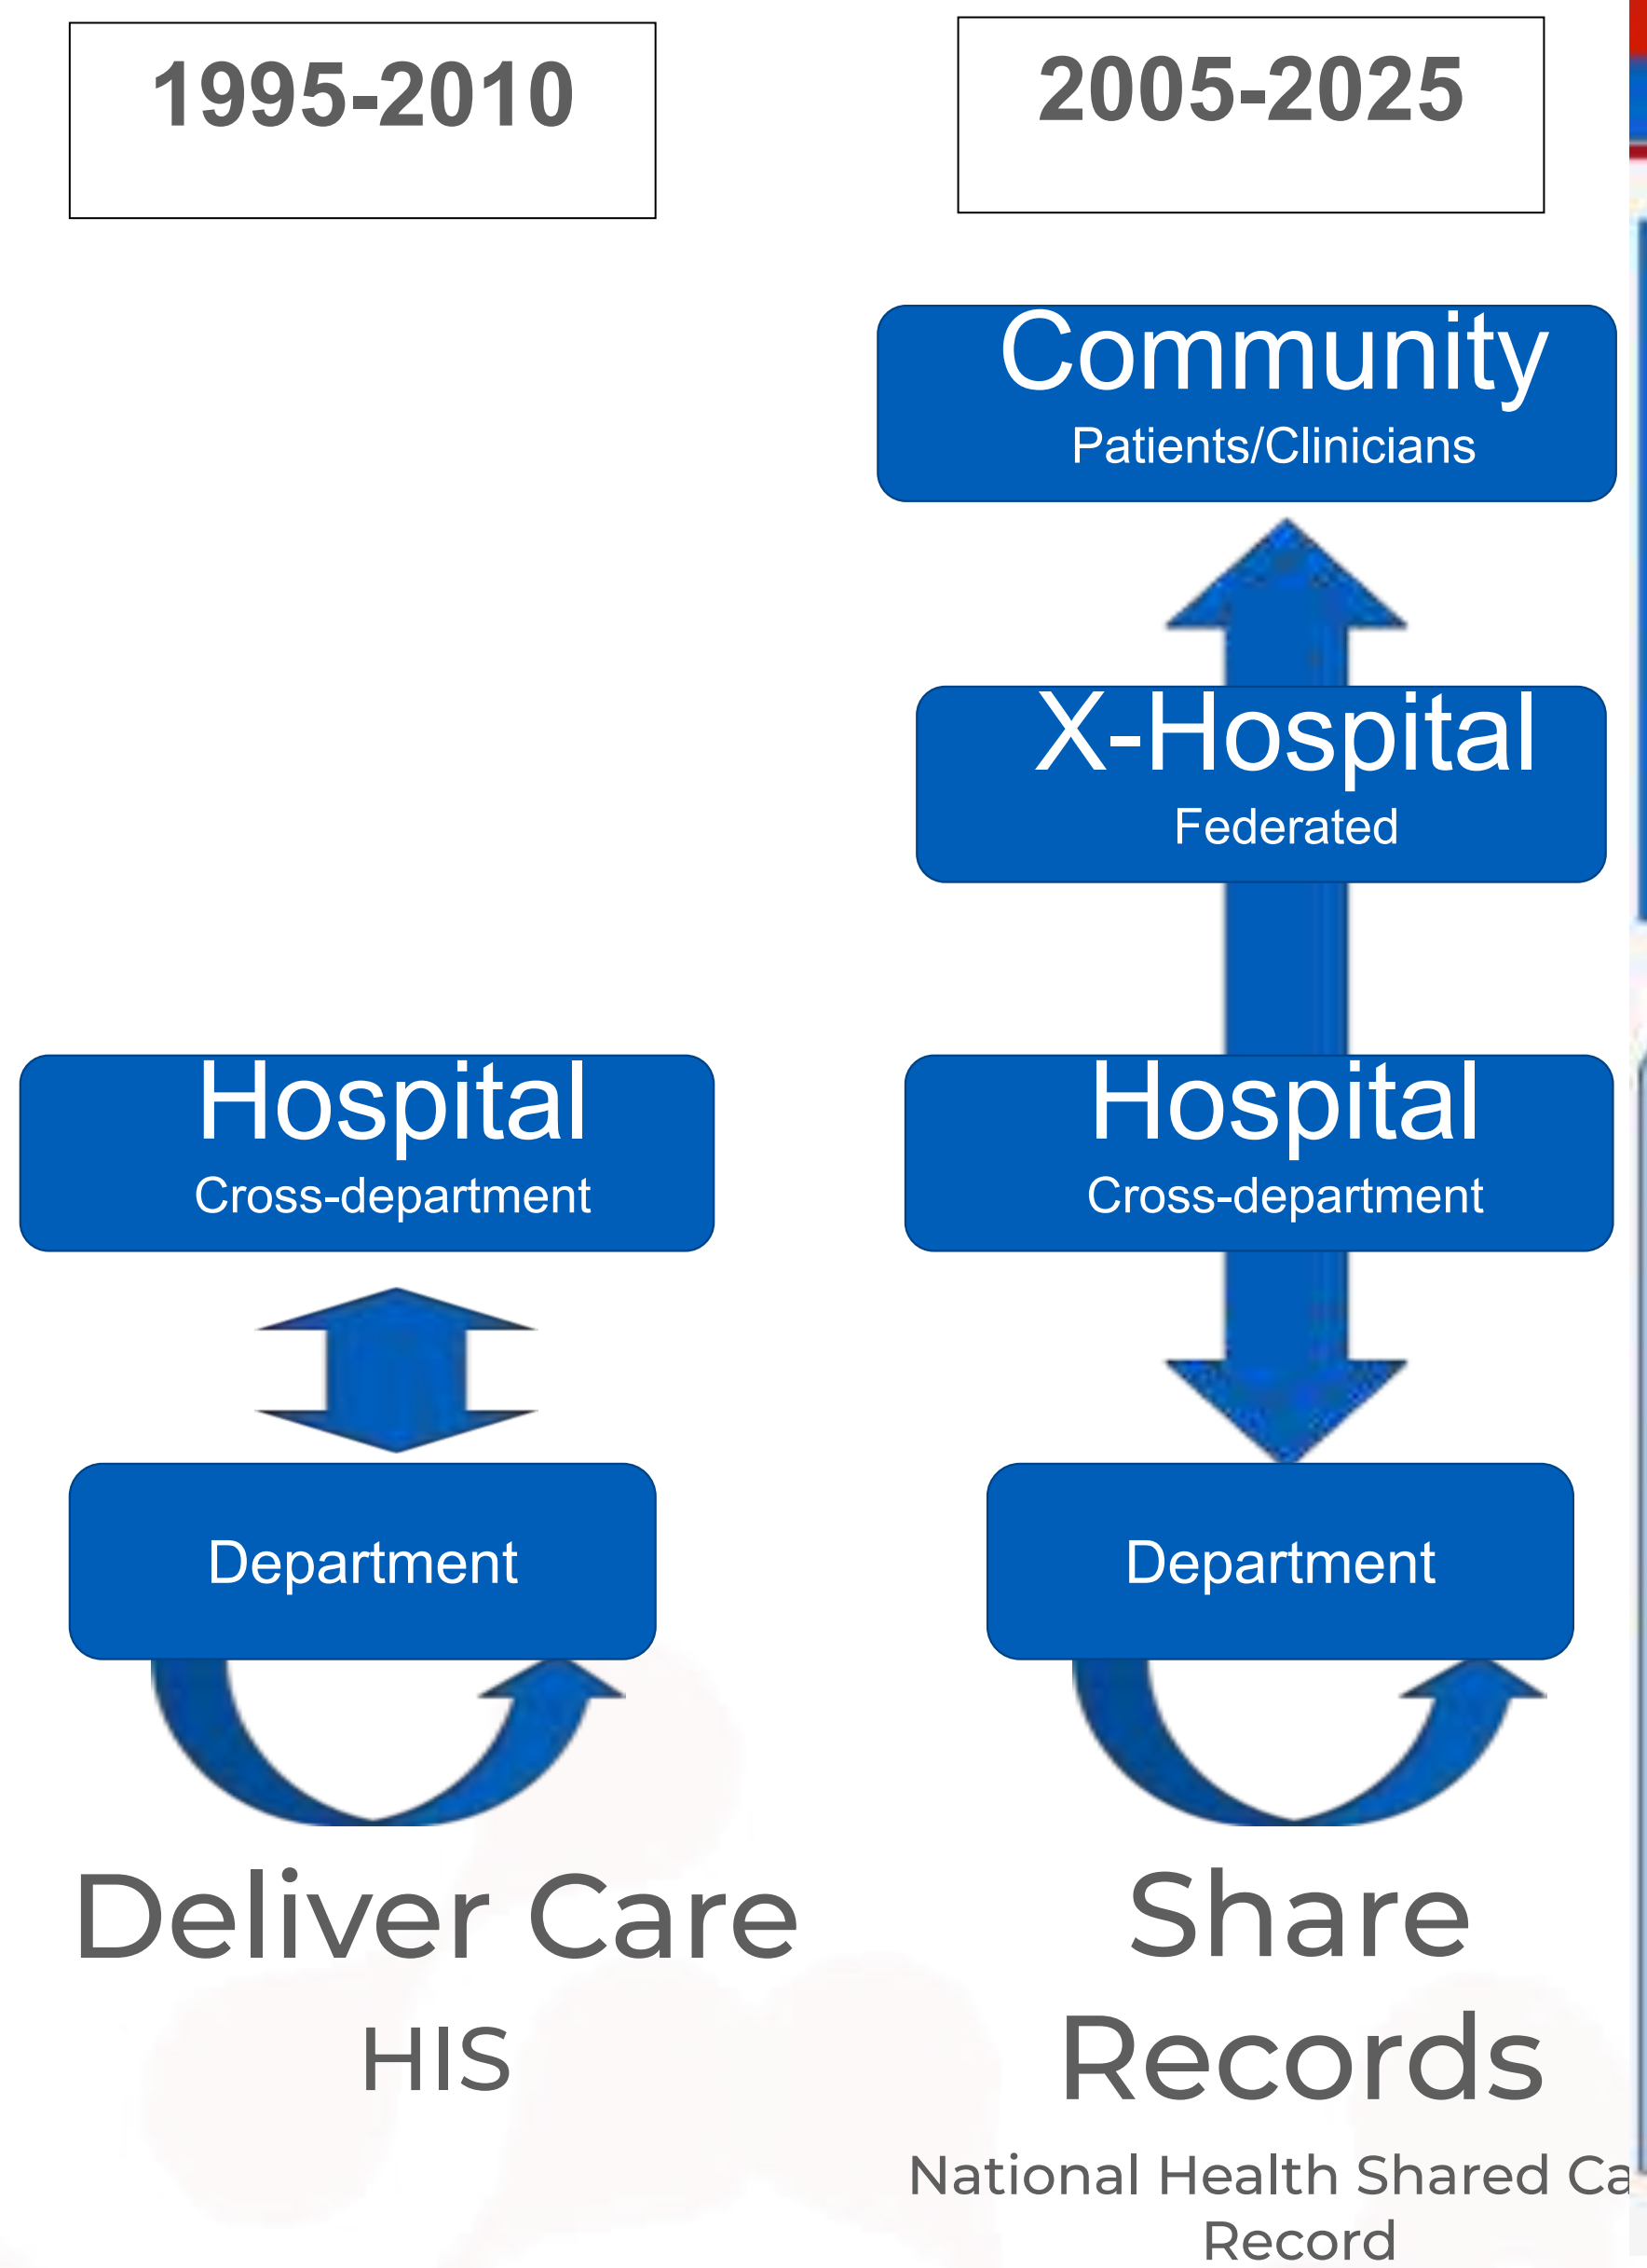 1995-2010
Deliver Care
HIS
Hospital
Cross-department
Department
2005-2025
Community
Patients/Clinicians
X-Hospital
Federated
Hospital
Cross-department
Department
Share
Records
National Health Shared
Record